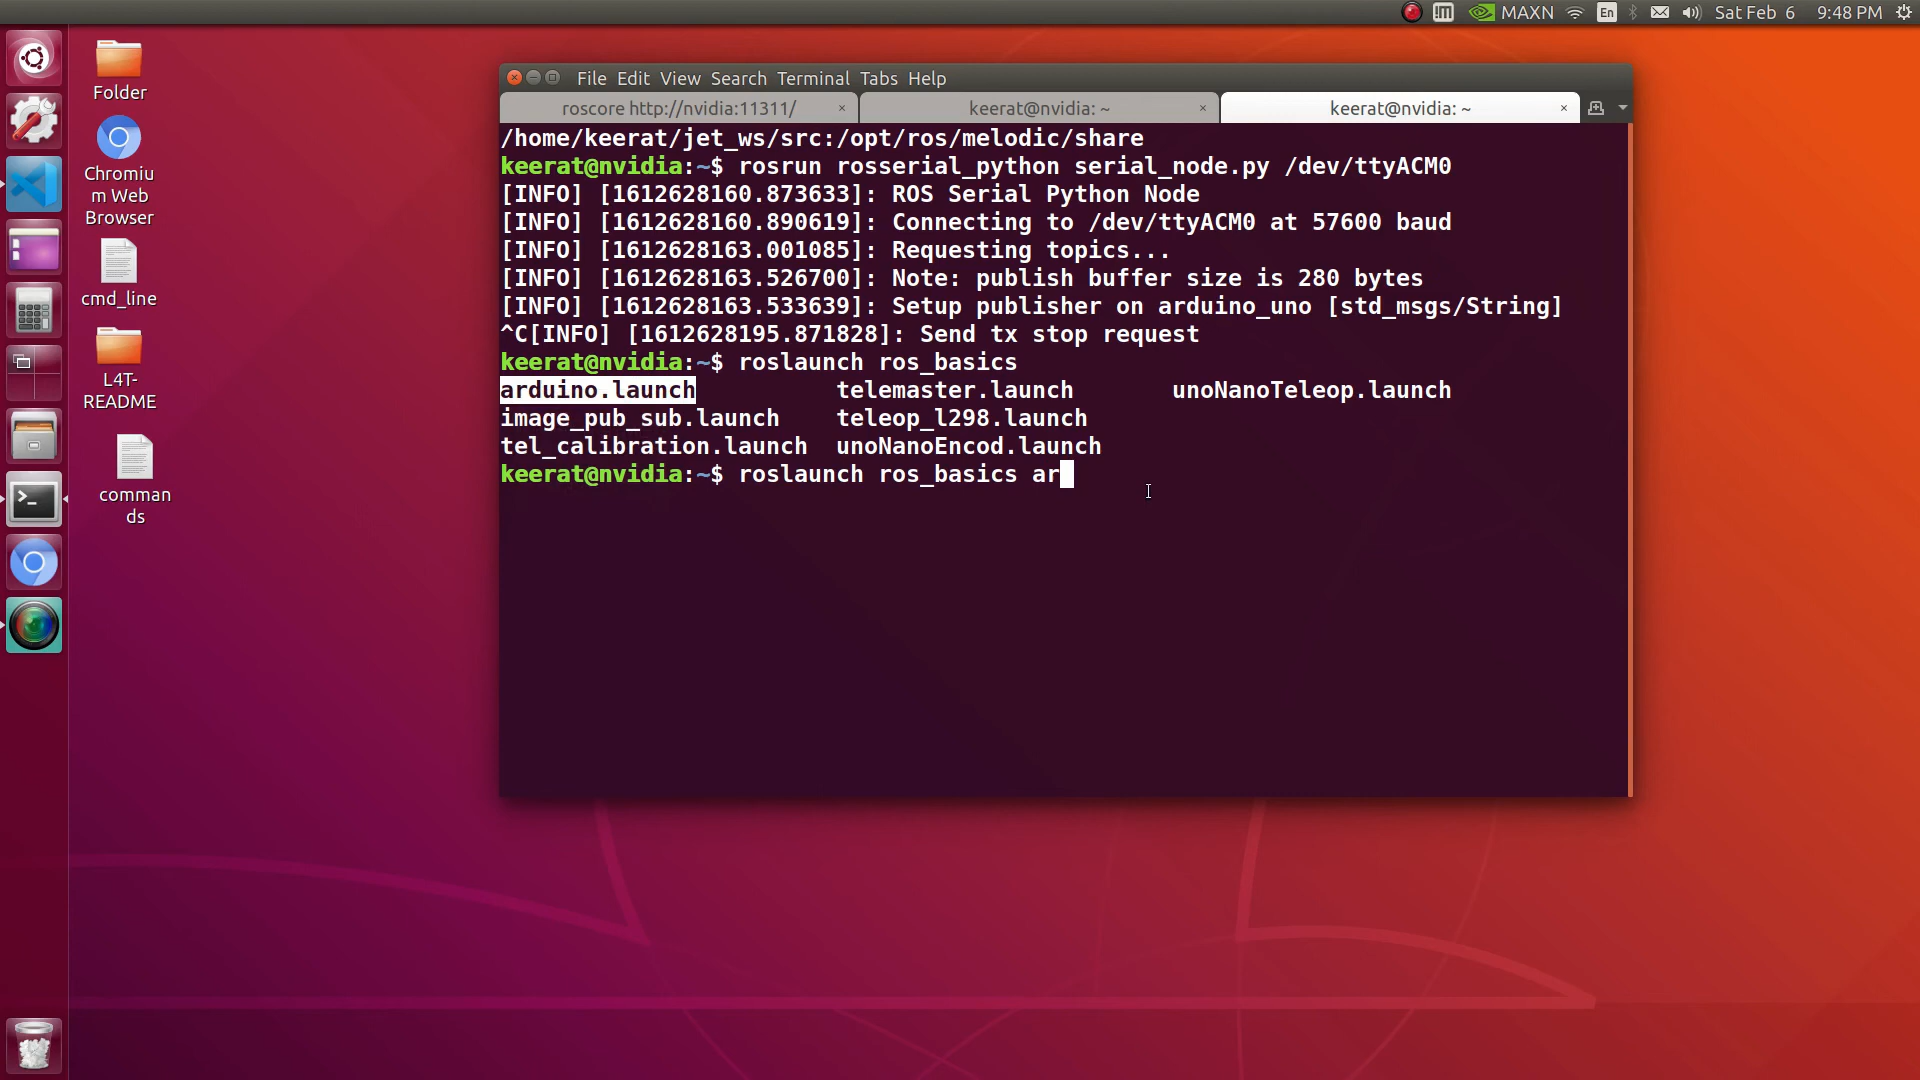 MAXN En Sat Feb 6 9:48 PM
Folder
Chromiu
m Web
Browser
cmd_line
L4T-
README
comman
ds
File Edit View Search Terminal Tabs Help
roscore http://nvidia:11311/ × keerat@nvidia: ~ × keerat@nvidia: ~ ×
/home/keerat/jet_ws/src:/opt/ros/melodic/share
keerat@nvidia:~$ rosrun rosserial_python serial_node.py /dev/ttyACM0
[INFO] [1612628160.873633]: ROS Serial Python Node
[INFO] [1612628160.890619]: Connecting to /dev/ttyACM0 at 57600 baud
[INFO] [1612628163.001085]: Requesting topics...
[INFO] [1612628163.526700]: Note: publish buffer size is 280 bytes
[INFO] [1612628163.533639]: Setup publisher on arduino_uno [std_msgs/String]
^C[INFO] [1612628195.871828]: Send tx stop request
keerat@nvidia:~$ roslaunch ros_basics
arduino.launch telemaster.launch unoNanoTeleop.launch
image_pub_sub.launch teleop_l298.launch
tel_calibration.launch unoNanoEncod.launch
keerat@nvidia:~$ roslaunch ros_basics ar